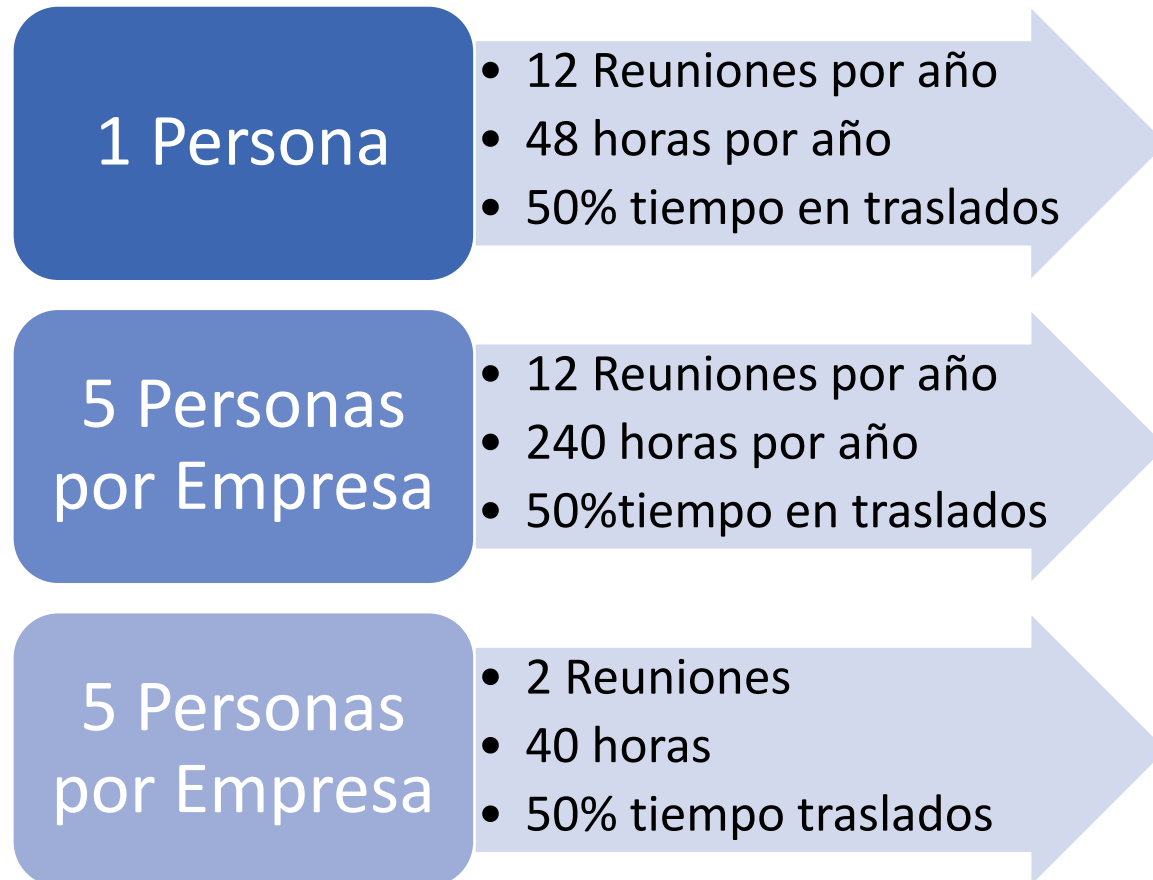 1 Persona
• 12 Reuniones por año
• 48 horas por año
• 50% tiempo en traslados
5 Personas
por Empresa
• 12 Reuniones por año
• 240 horas por año
• 50%tiempo en traslados
5 Personas
por Empresa
• 2 Reuniones
• 40 horas
• 50% tiempo traslados